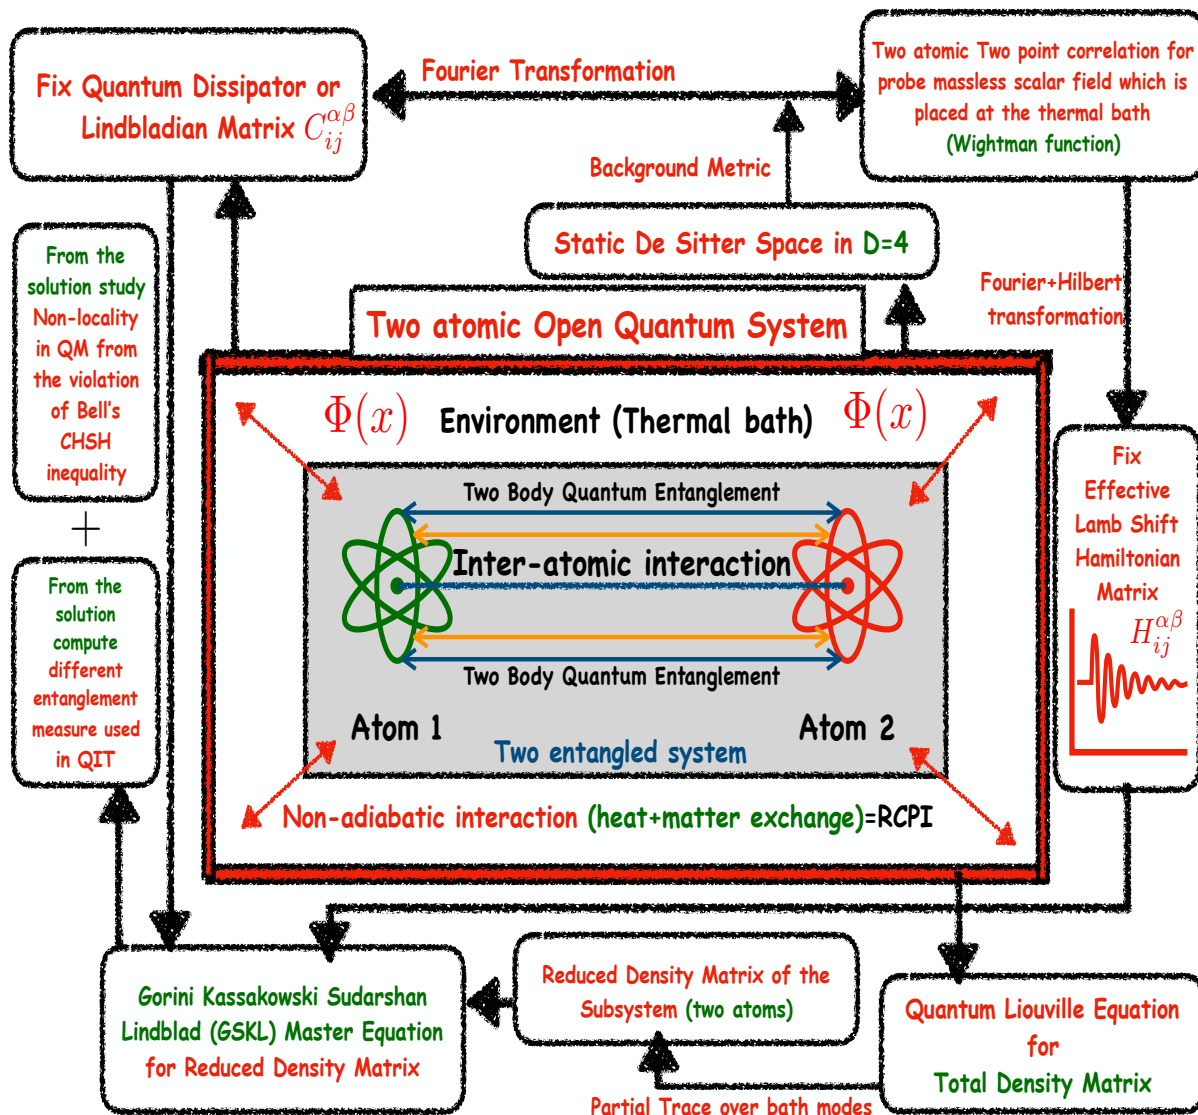 Fix Quantum Dissipator or
Lindbladian Matrix $C_{ij}^{\alpha\beta}$
Fourier Transformation
Two atomic Two point correlation for
probe massless scalar field which is
placed at the thermal bath
(Wightman function)
Background Metric
Static De Sitter Space in D=4
From the
solution study
Non-locality
in QM from
the violation
of Bell's
CHSH
inequality
+
From the
solution
compute
different
entanglement
measure used
in QIT
Fourier+Hilbert
transformation
Two atomic Open Quantum System
Φ(x)
Environment (Thermal bath)
Φ(x)
Two Body Quantum Entanglement
Inter-atomic interaction
Two Body Quantum Entanglement
Atom 1
Atom 2
Two entangled system
Non-adiabatic interaction (heat+matter exchange)=RCPI
Fix
Effective
Lamb Shift
Hamiltonian
Matrix
$H_{ij}^{\alpha\beta}$
Gorini Kassakowski Sudarshan
Lindblad (GSKL) Master Equation
for Reduced Density Matrix
Reduced Density Matrix of the
Subsystem (two atoms)
Quantum Liouville Equation
for
Total Density Matrix
Partial Trace over bath modes